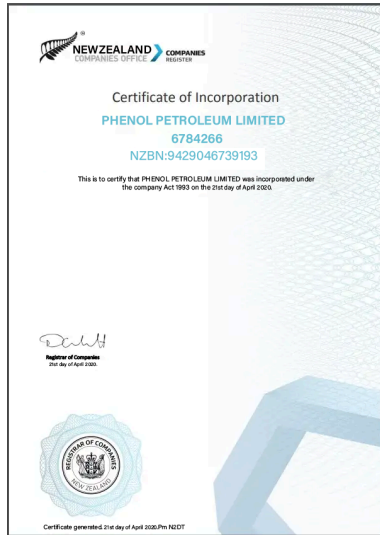 NEWZEALAND
COMPANIES OFFICE
COMPANIES
REGISTER
Certificate of Incorporation
PHENOL PETROLEUM LIMITED
6784266
NZBN:9429046739193
This is to certify that PHENOL PETROLEUM LIMITED was incorporated under
the company Act 1993 on the 21st day of April 2020.
Registrar of Companies
21st day of April 2020.
REGISTRAR OF COMPANIES
NEW ZEALAND
Certificate generated. 21st day of April 2020.Pm N2DT